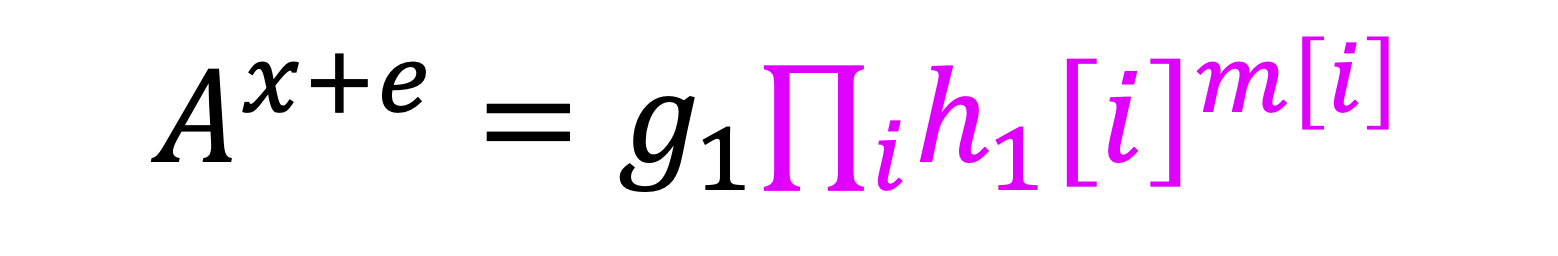 A^{x+e} = g_1 ∏_i h_1[i]^{m[i]}